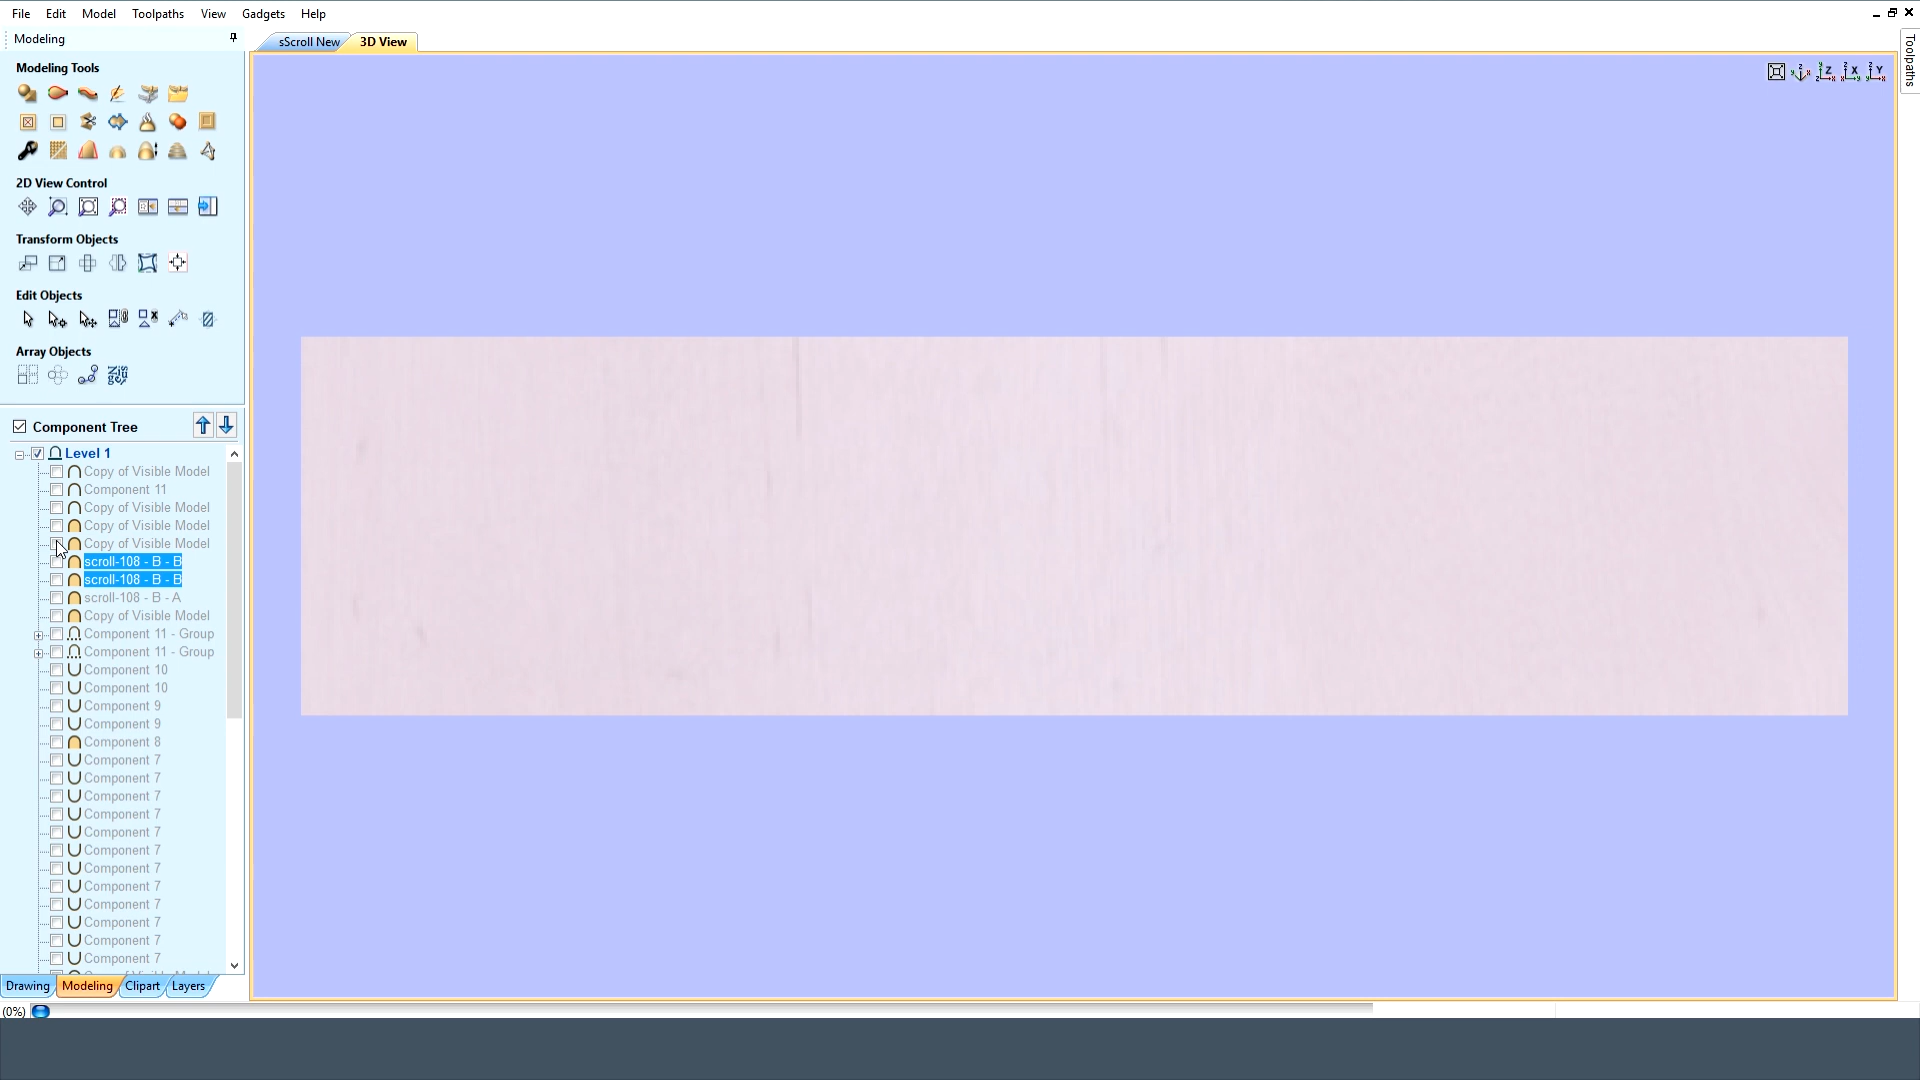 File Edit Model Toolpaths View Gadgets Help
Modeling
sScroll New 3D View
Toolpaths
Modeling Tools
2D View Control
Transform Objects
Edit Objects
Array Objects
Component Tree
Level 1
Copy of Visible Model
Component 11
Copy of Visible Model
Copy of Visible Model
Copy of Visible Model
scroll-108 - B - B
scroll-108 - B - B
scroll-108 - B - A
Copy of Visible Model
Component 11 - Group
Component 11 - Group
Component 10
Component 10
Component 9
Component 9
Component 8
Component 7
Component 7
Component 7
Component 7
Component 7
Component 7
Component 7
Component 7
Component 7
Component 7
Component 7
Component 7
Drawing Modeling Clipart Layers
(0%)